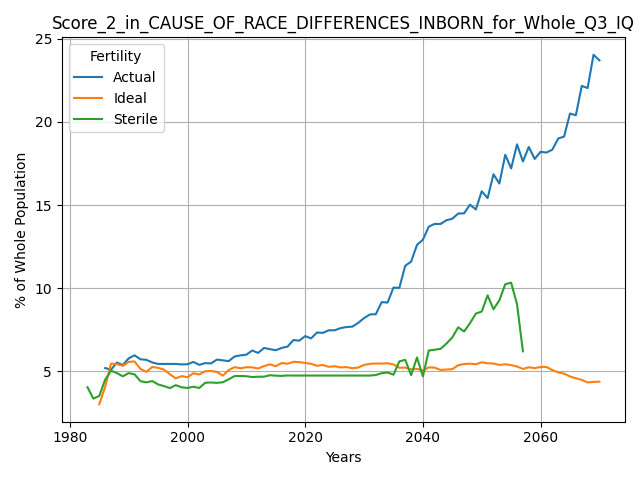 Score_2_in_CAUSE_OF_RACE_DIFFERENCES_INBORN_for_Whole_Q3_IQ
Fertility
Actual
Ideal
Sterile
% of Whole Population
25
20
15
10
5
1980
2000
2020
2040
2060
Years